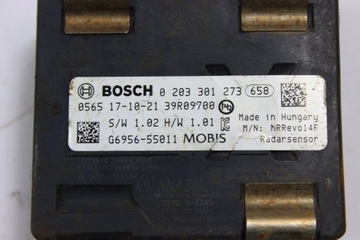 BOSCH 0 203 301 273 658
0565 17-10-21 39R09700
S/W 1.02 H/W 1.01
Made in Hungary
M/N: MRRevo14F
G6956-55011 MOBIS
Radarsensor